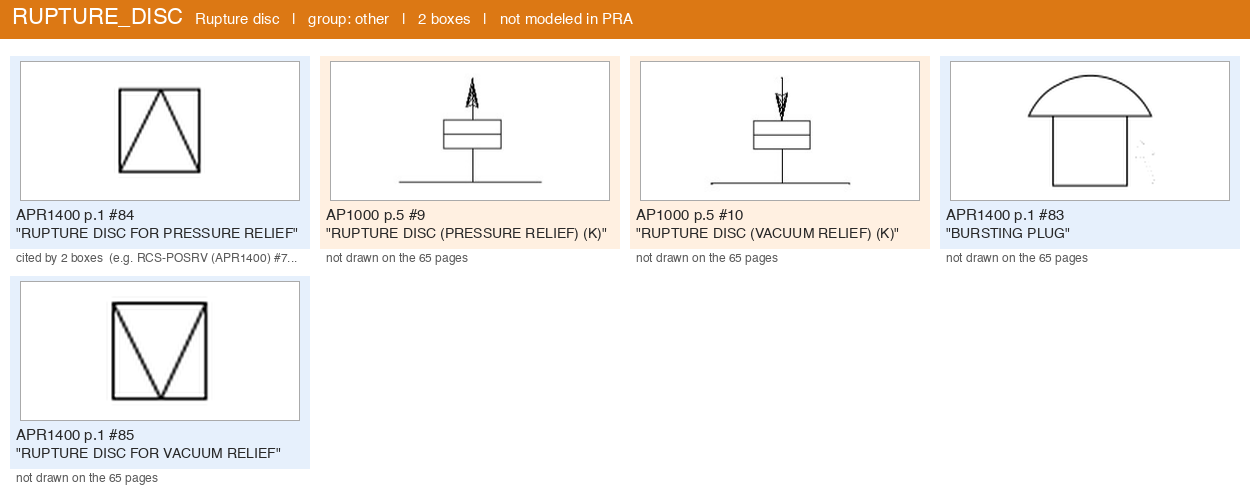 RUPTURE_DISC Rupture disc | group: other | 2 boxes | not modeled in PRA
APR1400 p.1 #84
"RUPTURE DISC FOR PRESSURE RELIEF"
cited by 2 boxes (e.g. RCS-POSRV (APR1400) #7...
AP1000 p.5 #9
"RUPTURE DISC (PRESSURE RELIEF) (K)"
not drawn on the 65 pages
AP1000 p.5 #10
"RUPTURE DISC (VACUUM RELIEF) (K)"
not drawn on the 65 pages
APR1400 p.1 #83
"BURSTING PLUG"
not drawn on the 65 pages
APR1400 p.1 #85
"RUPTURE DISC FOR VACUUM RELIEF"
not drawn on the 65 pages